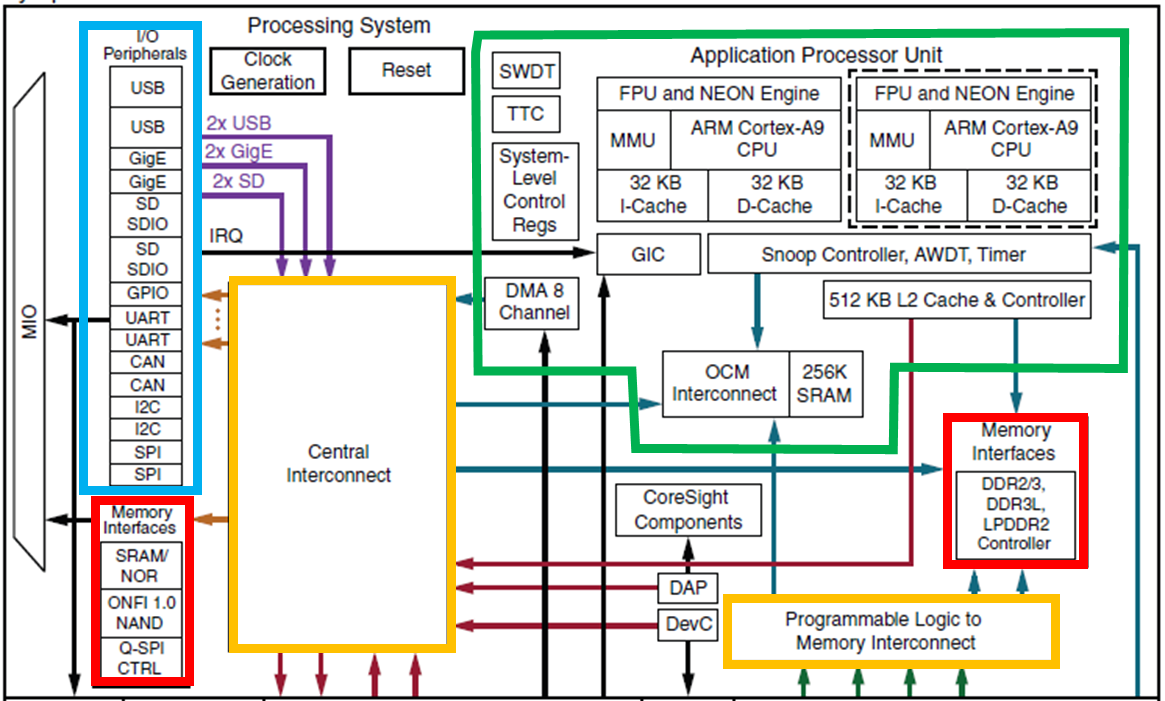 Processing System
I/O
Peripherals
USB
USB
GigE
GigE
SD
SDIO
SD
SDIO
GPIO
UART
UART
CAN
CAN
I2C
I2C
SPI
SPI
MIO
Memory
Interfaces
SRAM/
NOR
ONFI 1.0
NAND
Q-SPI
CTRL
Clock
Generation
Reset
2x USB
2x GigE
2x SD
IRQ
Central
Interconnect
Application Processor Unit
SWDT
TTC
System-
Level
Control
Regs
FPU and NEON Engine
MMU
ARM Cortex-A9
CPU
32 KB
I-Cache
32 KB
D-Cache
FPU and NEON Engine
MMU
ARM Cortex-A9
CPU
32 KB
I-Cache
32 KB
D-Cache
GIC
Snoop Controller, AWDT, Timer
DMA 8
Channel
512 KB L2 Cache & Controller
OCM
Interconnect
256K
SRAM
Memory
Interfaces
DDR2/3,
DDR3L,
LPDDR2
Controller
CoreSight
Components
DAP
DevC
Programmable Logic to
Memory Interconnect